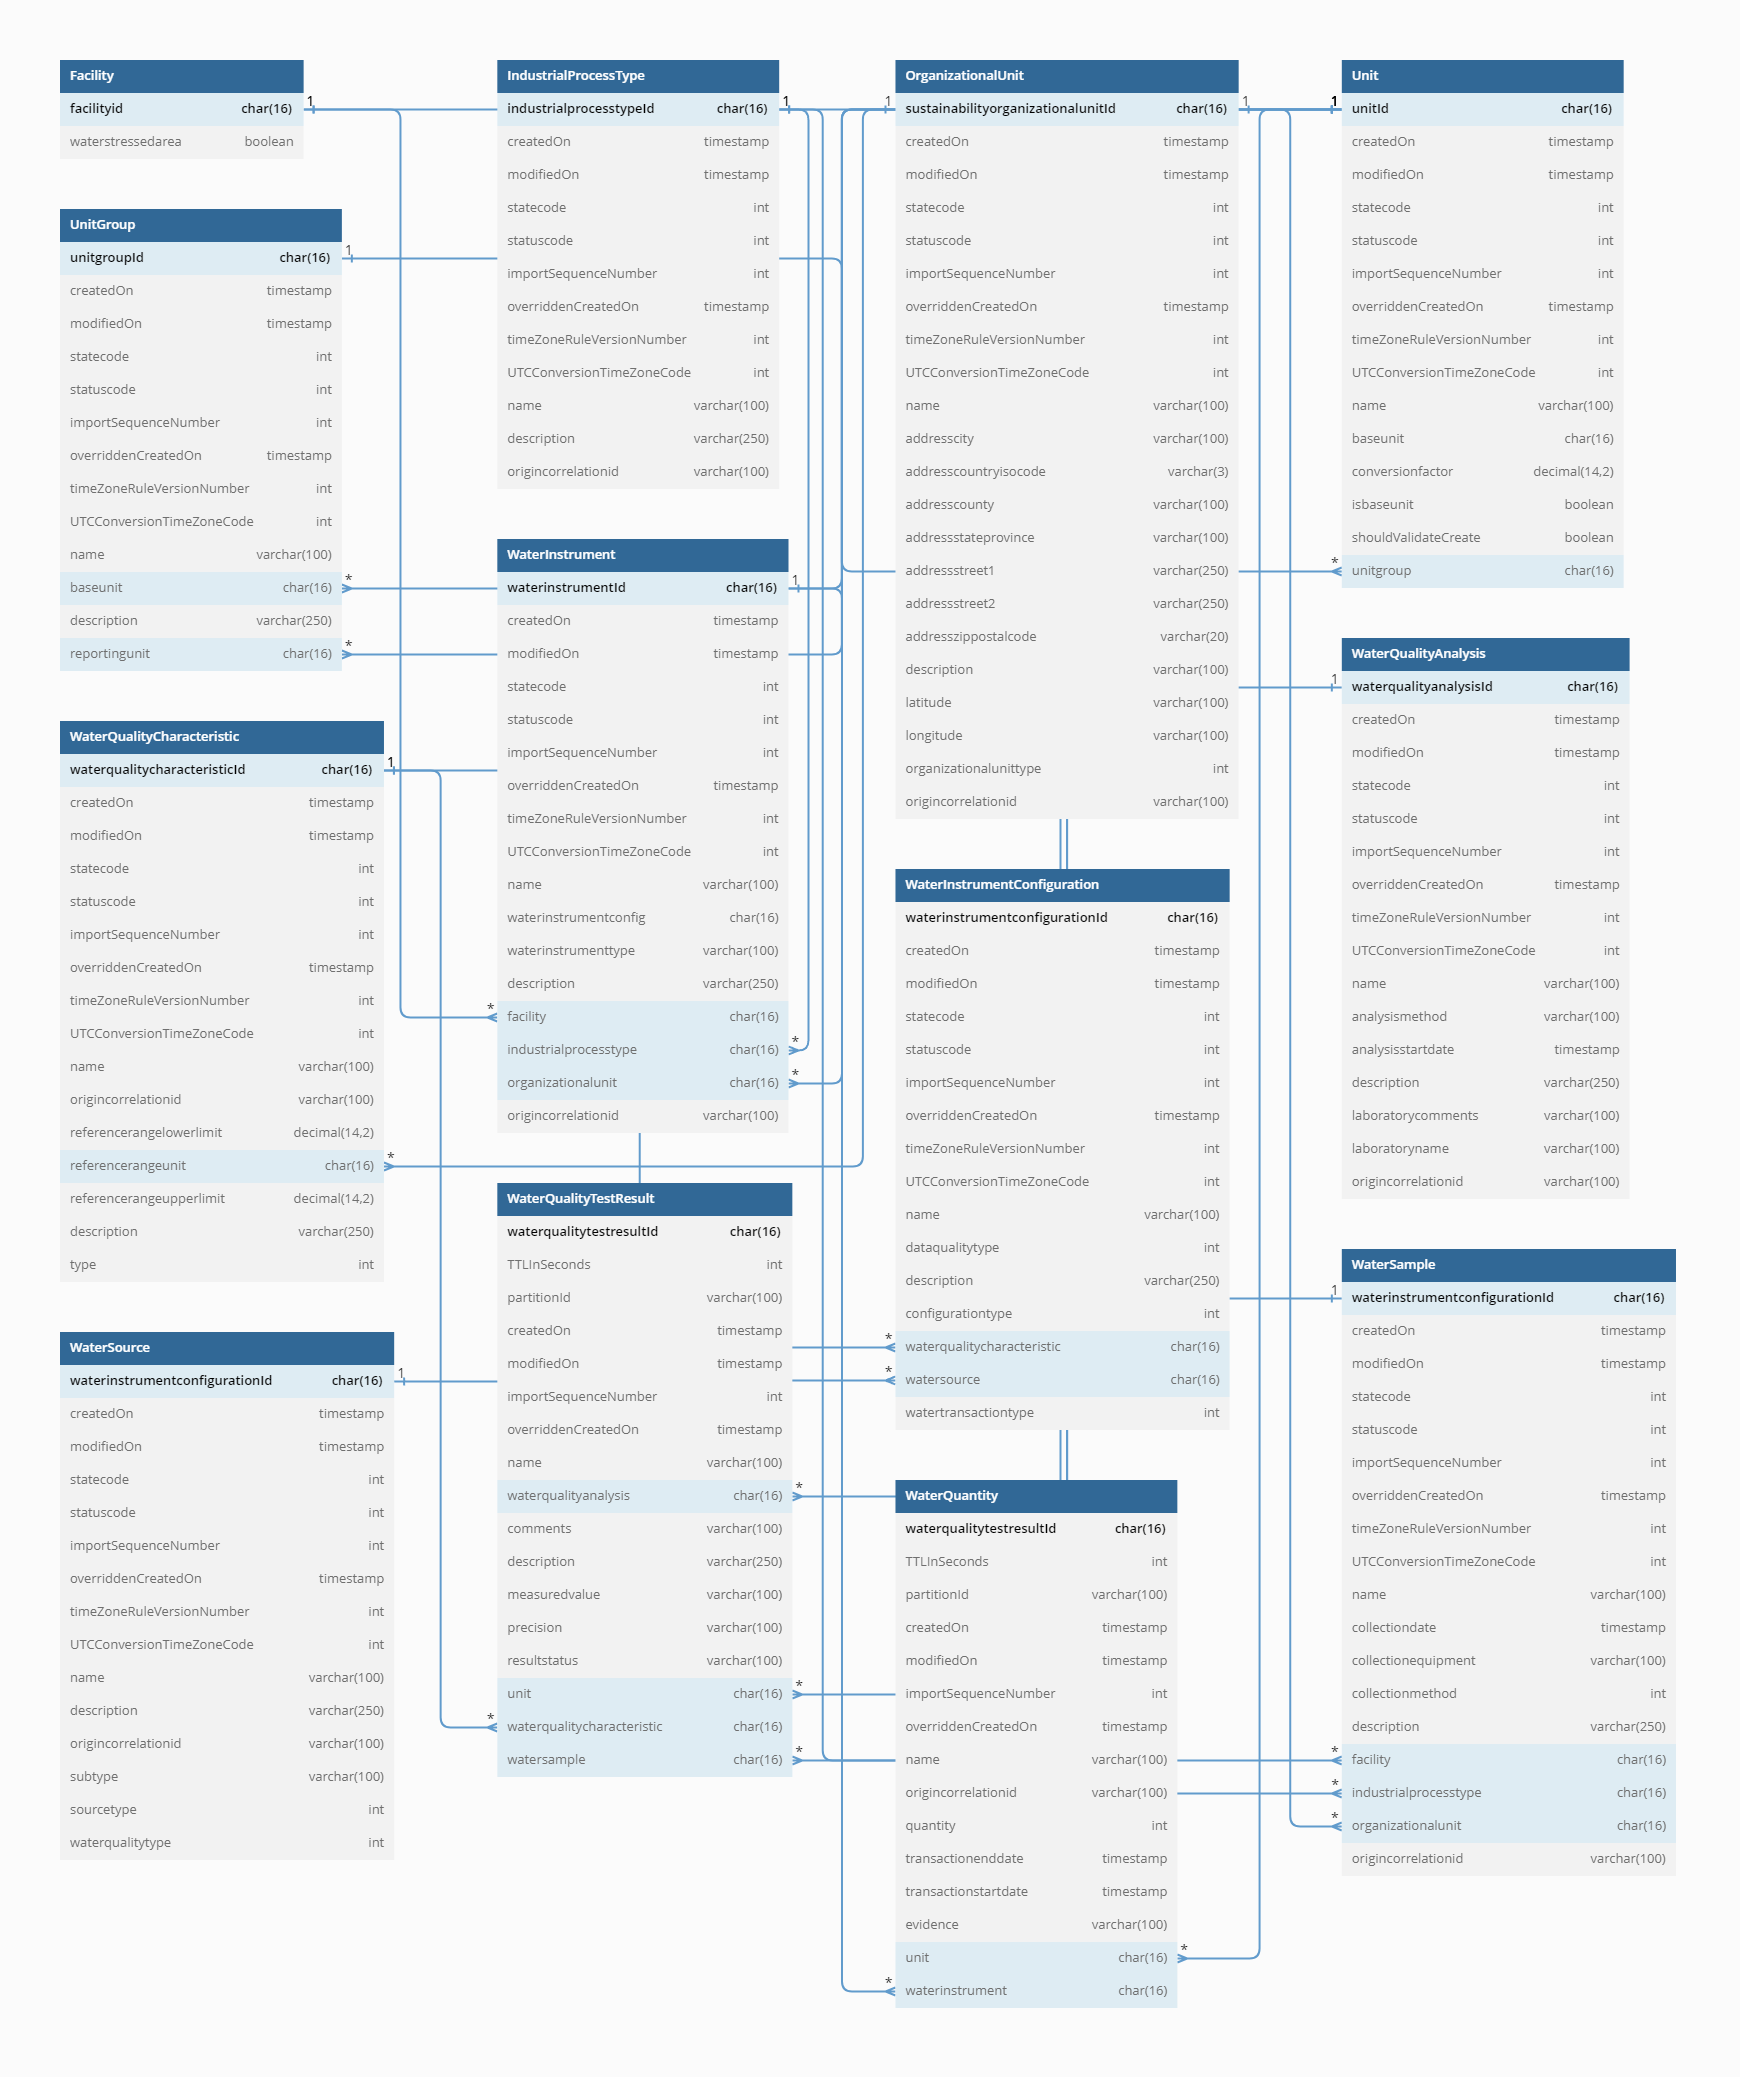 Facility
facilityid char(16)
waterstressedarea boolean
1
UnitGroup
unitgroupId char(16)
createdOn timestamp
modifiedOn timestamp
statecode int
statuscode int
importSequenceNumber int
overriddenCreatedOn timestamp
timeZoneRuleVersionNumber int
UTCConversionTimeZoneCode int
name varchar(100)
baseunit char(16)
description varchar(250)
reportingunit char(16)
1
*
*
WaterQualityCharacteristic
waterqualitycharacteristicId char(16)
createdOn timestamp
modifiedOn timestamp
statecode int
statuscode int
importSequenceNumber int
overriddenCreatedOn timestamp
timeZoneRuleVersionNumber int
UTCConversionTimeZoneCode int
name varchar(100)
origincorrelationid varchar(100)
referencerangelowerlimit decimal(14,2)
referencerangeunit char(16)
referencerangeupperlimit decimal(14,2)
description varchar(250)
type int
1
*
WaterSource
waterinstrumentconfigurationId char(16)
createdOn timestamp
modifiedOn timestamp
statecode int
statuscode int
importSequenceNumber int
overriddenCreatedOn timestamp
timeZoneRuleVersionNumber int
UTCConversionTimeZoneCode int
name varchar(100)
description varchar(250)
origincorrelationid varchar(100)
subtype varchar(100)
sourcetype int
waterqualitytype int
1
IndustrialProcessType
industrialprocesstypeId char(16)
createdOn timestamp
modifiedOn timestamp
statecode int
statuscode int
importSequenceNumber int
overriddenCreatedOn timestamp
timeZoneRuleVersionNumber int
UTCConversionTimeZoneCode int
name varchar(100)
description varchar(250)
origincorrelationid varchar(100)
1
WaterInstrument
waterinstrumentId char(16)
createdOn timestamp
modifiedOn timestamp
statecode int
statuscode int
importSequenceNumber int
overriddenCreatedOn timestamp
timeZoneRuleVersionNumber int
UTCConversionTimeZoneCode int
name varchar(100)
waterinstrumentconfig char(16)
waterinstrumenttype varchar(100)
description varchar(250)
facility char(16)
industrialprocesstype char(16)
organizationalunit char(16)
origincorrelationid varchar(100)
1
*
*
*
WaterQualityTestResult
waterqualitytestresultId char(16)
TTLInSeconds int
partitionId varchar(100)
createdOn timestamp
modifiedOn timestamp
importSequenceNumber int
overriddenCreatedOn timestamp
name varchar(100)
waterqualityanalysis char(16)
comments varchar(100)
description varchar(250)
measuredvalue varchar(100)
precision varchar(100)
resultstatus varchar(100)
unit char(16)
waterqualitycharacteristic char(16)
watersample char(16)
*
*
*
*
OrganizationalUnit
sustainabilityorganizationalunitId char(16)
createdOn timestamp
modifiedOn timestamp
statecode int
statuscode int
importSequenceNumber int
overriddenCreatedOn timestamp
timeZoneRuleVersionNumber int
UTCConversionTimeZoneCode int
name varchar(100)
addresscity varchar(100)
addresscountryisocode varchar(3)
addresscounty varchar(100)
addressstateprovince varchar(100)
addressstreet1 varchar(250)
addressstreet2 varchar(250)
addresszippostalcode varchar(20)
description varchar(100)
latitude varchar(100)
longitude varchar(100)
organizationalunittype int
origincorrelationid varchar(100)
1
1
WaterInstrumentConfiguration
waterinstrumentconfigurationId char(16)
createdOn timestamp
modifiedOn timestamp
statecode int
statuscode int
importSequenceNumber int
overriddenCreatedOn timestamp
timeZoneRuleVersionNumber int
UTCConversionTimeZoneCode int
name varchar(100)
dataqualitytype int
description varchar(250)
configurationtype int
waterqualitycharacteristic char(16)
watersource char(16)
watertransactiontype int
*
*
WaterQuantity
waterqualitytestresultId char(16)
TTLInSeconds int
partitionId varchar(100)
createdOn timestamp
modifiedOn timestamp
importSequenceNumber int
overriddenCreatedOn timestamp
name varchar(100)
origincorrelationid varchar(100)
quantity int
transactionenddate timestamp
transactionstartdate timestamp
evidence varchar(100)
unit char(16)
waterinstrument char(16)
*
*
Unit
unitId char(16)
createdOn timestamp
modifiedOn timestamp
statecode int
statuscode int
importSequenceNumber int
overriddenCreatedOn timestamp
timeZoneRuleVersionNumber int
UTCConversionTimeZoneCode int
name varchar(100)
baseunit char(16)
conversionfactor decimal(14,2)
isbaseunit boolean
shouldValidateCreate boolean
unitgroup char(16)
1
*
WaterQualityAnalysis
waterqualityanalysisId char(16)
createdOn timestamp
modifiedOn timestamp
statecode int
statuscode int
importSequenceNumber int
overriddenCreatedOn timestamp
timeZoneRuleVersionNumber int
UTCConversionTimeZoneCode int
name varchar(100)
analysismethod varchar(100)
analysisstartdate timestamp
description varchar(250)
laboratorycomments varchar(100)
laboratoryname varchar(100)
origincorrelationid varchar(100)
1
WaterSample
waterinstrumentconfigurationId char(16)
createdOn timestamp
modifiedOn timestamp
statecode int
statuscode int
importSequenceNumber int
overriddenCreatedOn timestamp
timeZoneRuleVersionNumber int
UTCConversionTimeZoneCode int
name varchar(100)
collectiondate timestamp
collectionequipment varchar(100)
collectionmethod int
description varchar(250)
facility char(16)
industrialprocesstype char(16)
organizationalunit char(16)
origincorrelationid varchar(100)
1
*
*
*